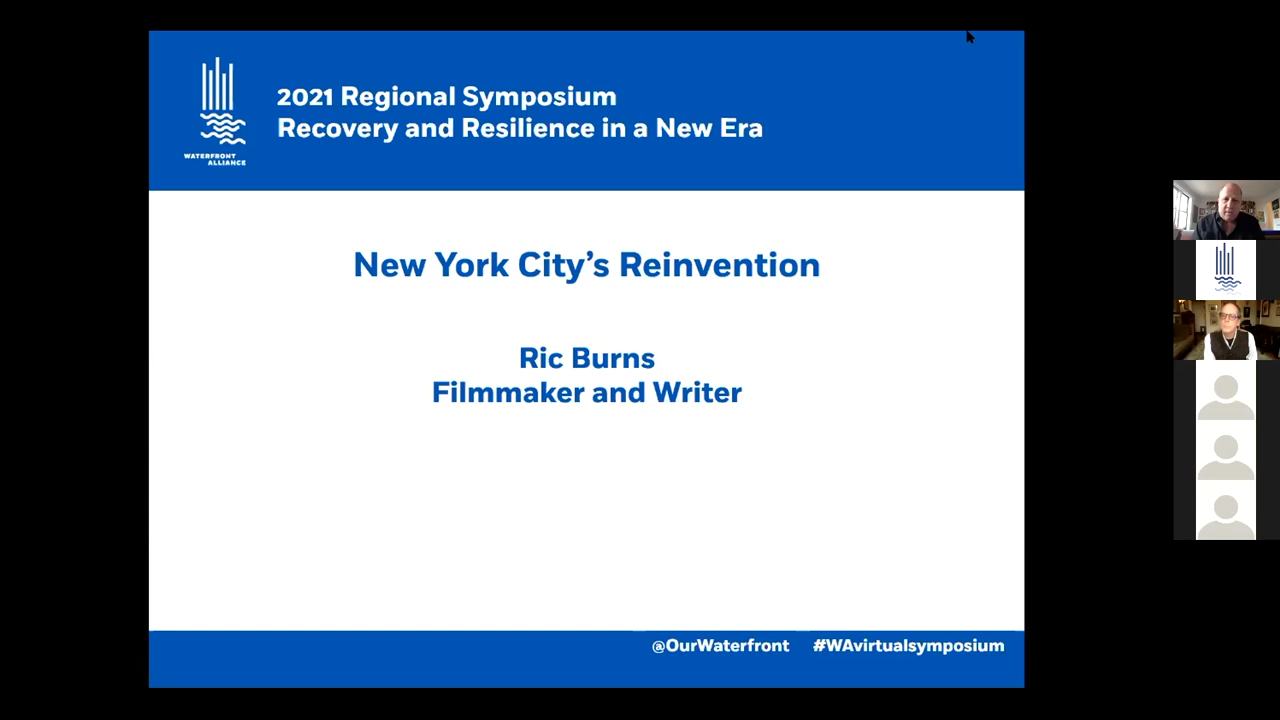 2021 Regional Symposium
Recovery and Resilience in a New Era
WATERFRONT
ALLIANCE
New York City’s Reinvention
Ric Burns
Filmmaker and Writer
@OurWaterfront #WAvirtualsymposium